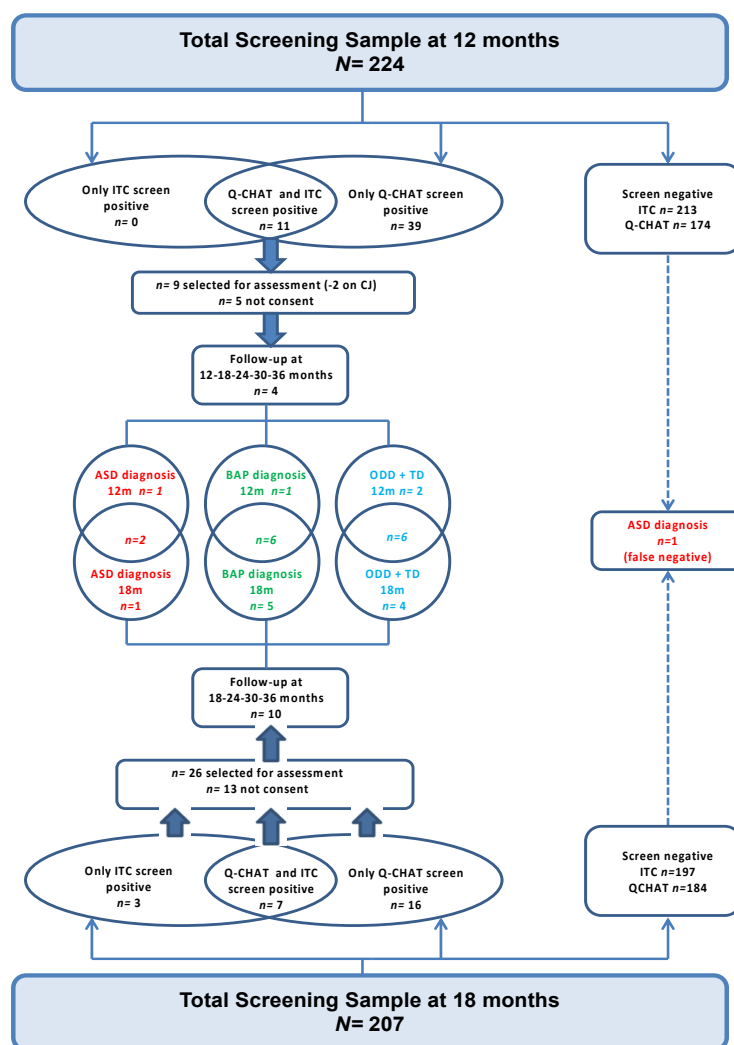 Total Screening Sample at 12 months
N= 224
Only ITC screen
positive
n= 0
Q-CHAT and ITC
screen positive
n= 11
Only Q-CHAT screen
positive
n= 39
Screen negative
ITC n= 213
Q-CHAT n= 174
n= 9 selected for assessment (-2 on CJ)
n= 5 not consent
Follow-up at
12-18-24-30-36 months
n= 4
ASD diagnosis
12m n= 1
BAP diagnosis
12m n=1
ODD + TD
12m n= 2
n=2
n=6
n=6
ASD diagnosis
18m
n=1
BAP diagnosis
18m
n= 5
ODD + TD
18m
n= 4
ASD diagnosis
n=1
(false negative)
Follow-up at
18-24-30-36 months
n= 10
n= 26 selected for assessment
n= 13 not consent
Only ITC screen
positive
n= 3
Q-CHAT and ITC
screen positive
n= 7
Only Q-CHAT screen
positive
n= 16
Screen negative
ITC n=197
QCHAT n=184
Total Screening Sample at 18 months
N= 207